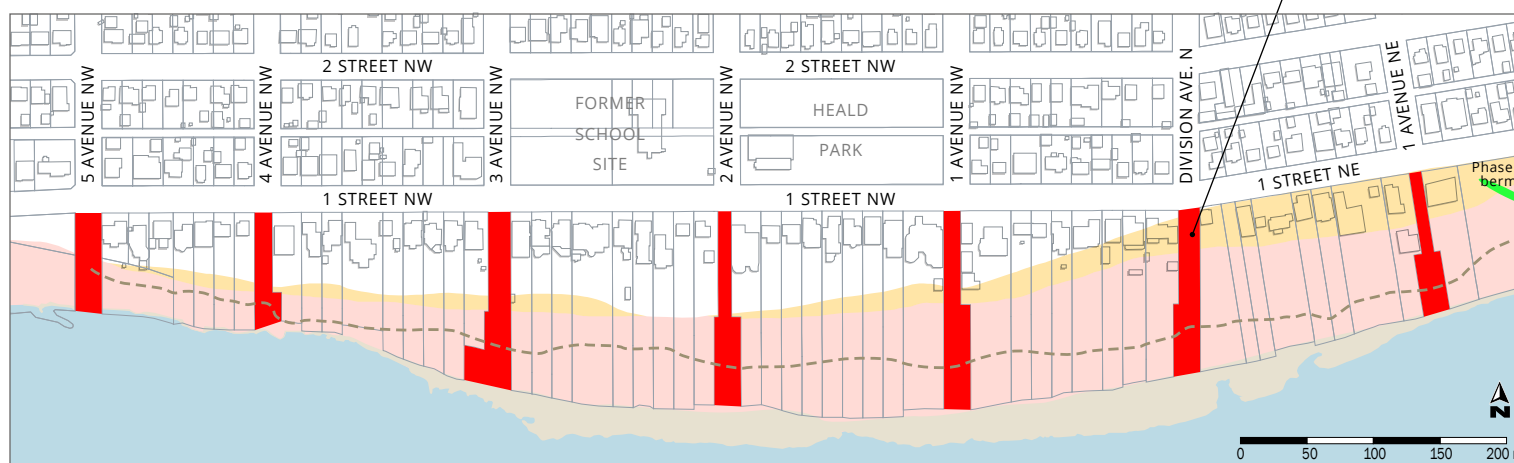 2 STREET NW
2 STREET NW
5 AVENUE NW
4 AVENUE NW
3 AVENUE NW
FORMER
SCHOOL
SITE
2 AVENUE NW
HEALD
PARK
1 AVENUE NW
DIVISION AVE. N
1 AVENUE NE
1 STREET NW
1 STREET NW
1 STREET NE
Phase
berm
N
0 50 100 150 200